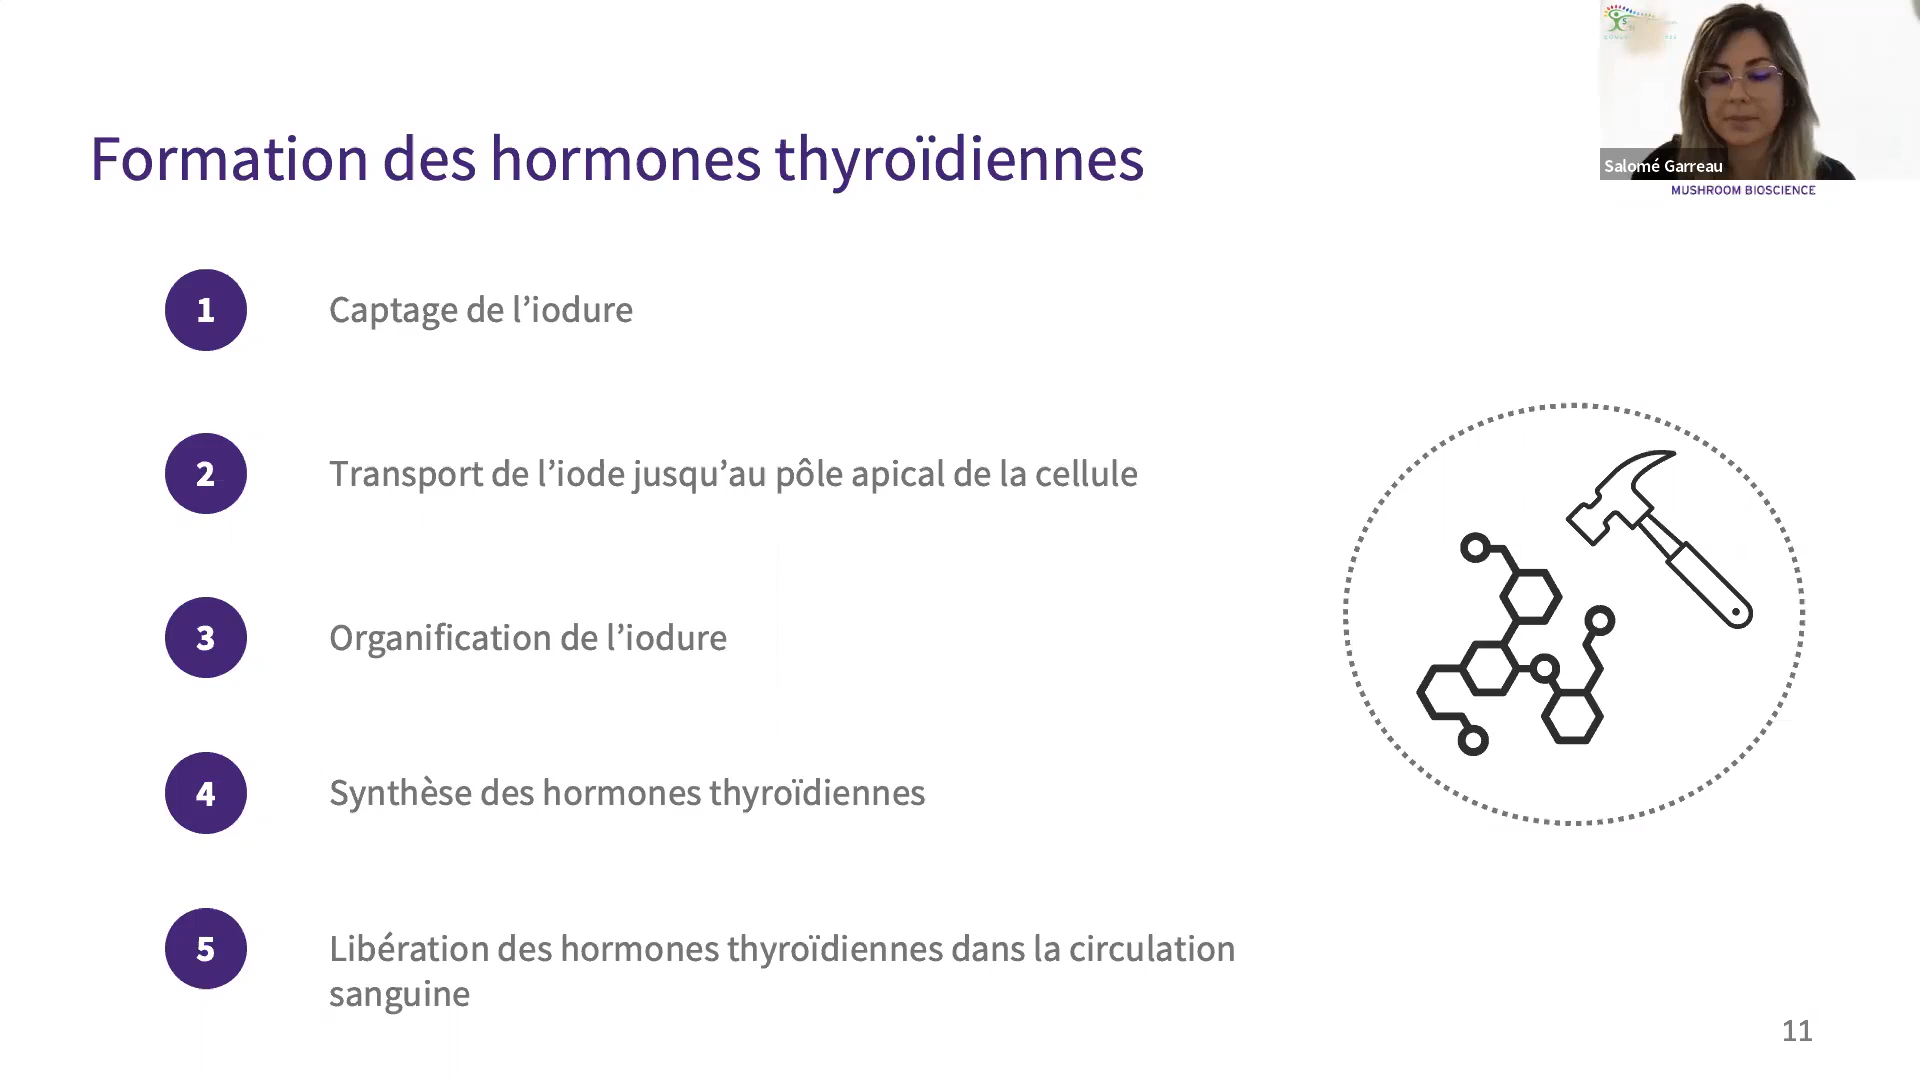 Formation des hormones thyroïdiennes
Salomé Garreau
MUSHROOM BIOSCIENCE
1
Captage de l’iodure
2
Transport de l’iode jusqu’au pôle apical de la cellule
3
Organification de l’iodure
4
Synthèse des hormones thyroïdiennes
5
Libération des hormones thyroïdiennes dans la circulation
sanguine
11